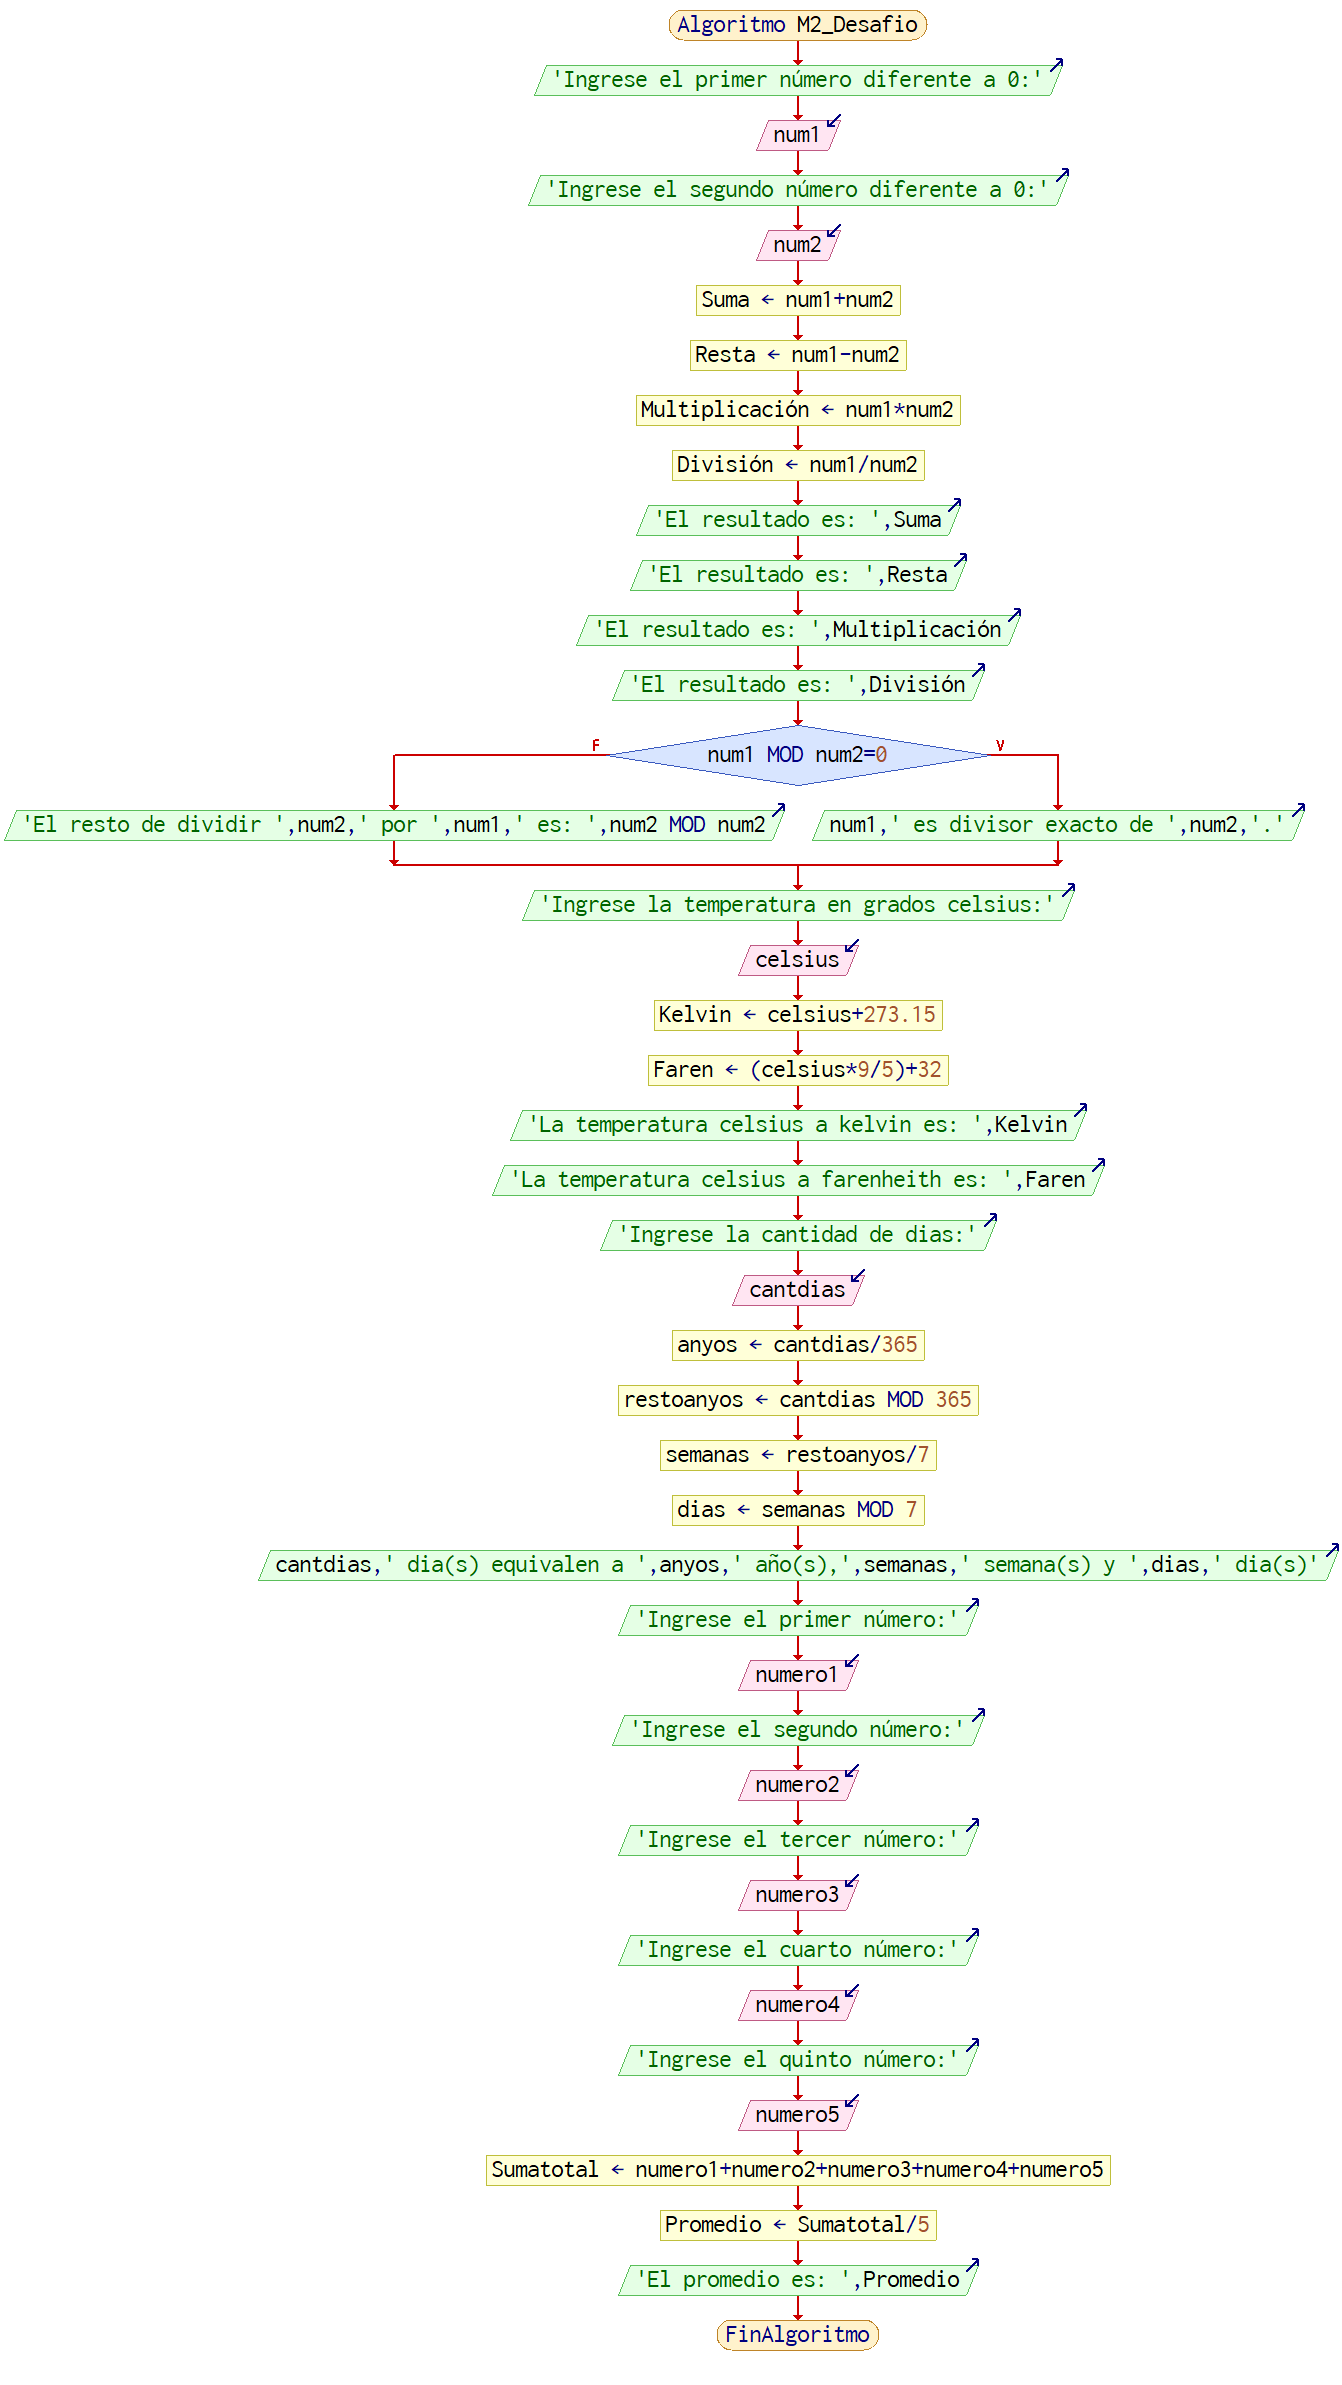 Algoritmo M2_Desafio
'Ingrese el primer número diferente a 0:'
num1
'Ingrese el segundo número diferente a 0:'
num2
Suma ← num1+num2
Resta ← num1-num2
Multiplicación ← num1*num2
División ← num1/num2
'El resultado es: ',Suma
'El resultado es: ',Resta
'El resultado es: ',Multiplicación
'El resultado es: ',División
F
num1 MOD num2=0
V
'El resto de dividir ',num2,' por ',num1,' es: ',num2 MOD num2
num1,' es divisor exacto de ',num2,'.'
'Ingrese la temperatura en grados celsius:'
celsius
Kelvin ← celsius+273.15
Faren ← (celsius*9/5)+32
'La temperatura celsius a kelvin es: ',Kelvin
'La temperatura celsius a farenheith es: ',Faren
'Ingrese la cantidad de dias:'
cantdias
anyos ← cantdias/365
restoanyos ← cantdias MOD 365
semanas ← restoanyos/7
dias ← semanas MOD 7
cantdias,' dia(s) equivalen a ',anyos,' año(s),',semanas,' semana(s) y ',dias,' dia(s)'
'Ingrese el primer número:'
numero1
'Ingrese el segundo número:'
numero2
'Ingrese el tercer número:'
numero3
'Ingrese el cuarto número:'
numero4
'Ingrese el quinto número:'
numero5
Sumatotal ← numero1+numero2+numero3+numero4+numero5
Promedio ← Sumatotal/5
'El promedio es: ',Promedio
FinAlgoritmo